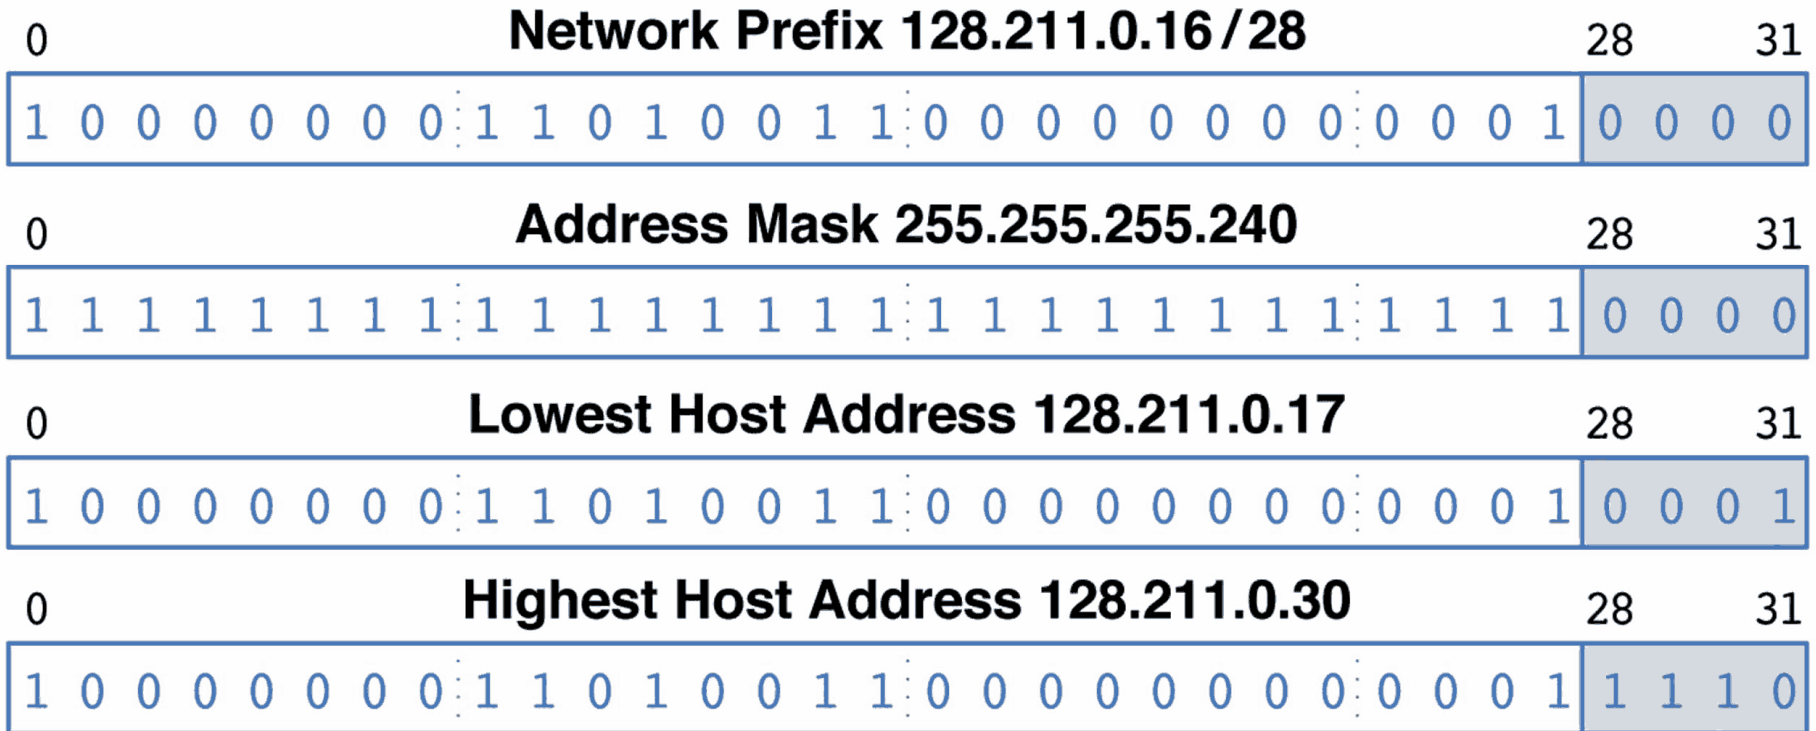 Network Prefix 128.211.0.16/28
0 28 31
1 0 0 0 0 0 0 0 1 1 0 1 0 0 1 1 0 0 0 0 0 0 0 0 0 0 0 1 0 0 0 0
Address Mask 255.255.255.240
0 28 31
1 1 1 1 1 1 1 1 1 1 1 1 1 1 1 1 1 1 1 1 1 1 1 1 1 1 1 1 0 0 0 0
Lowest Host Address 128.211.0.17
0 28 31
1 0 0 0 0 0 0 0 1 1 0 1 0 0 1 1 0 0 0 0 0 0 0 0 0 0 0 1 0 0 0 1
Highest Host Address 128.211.0.30
0 28 31
1 0 0 0 0 0 0 0 1 1 0 1 0 0 1 1 0 0 0 0 0 0 0 0 0 0 0 1 1 1 1 0